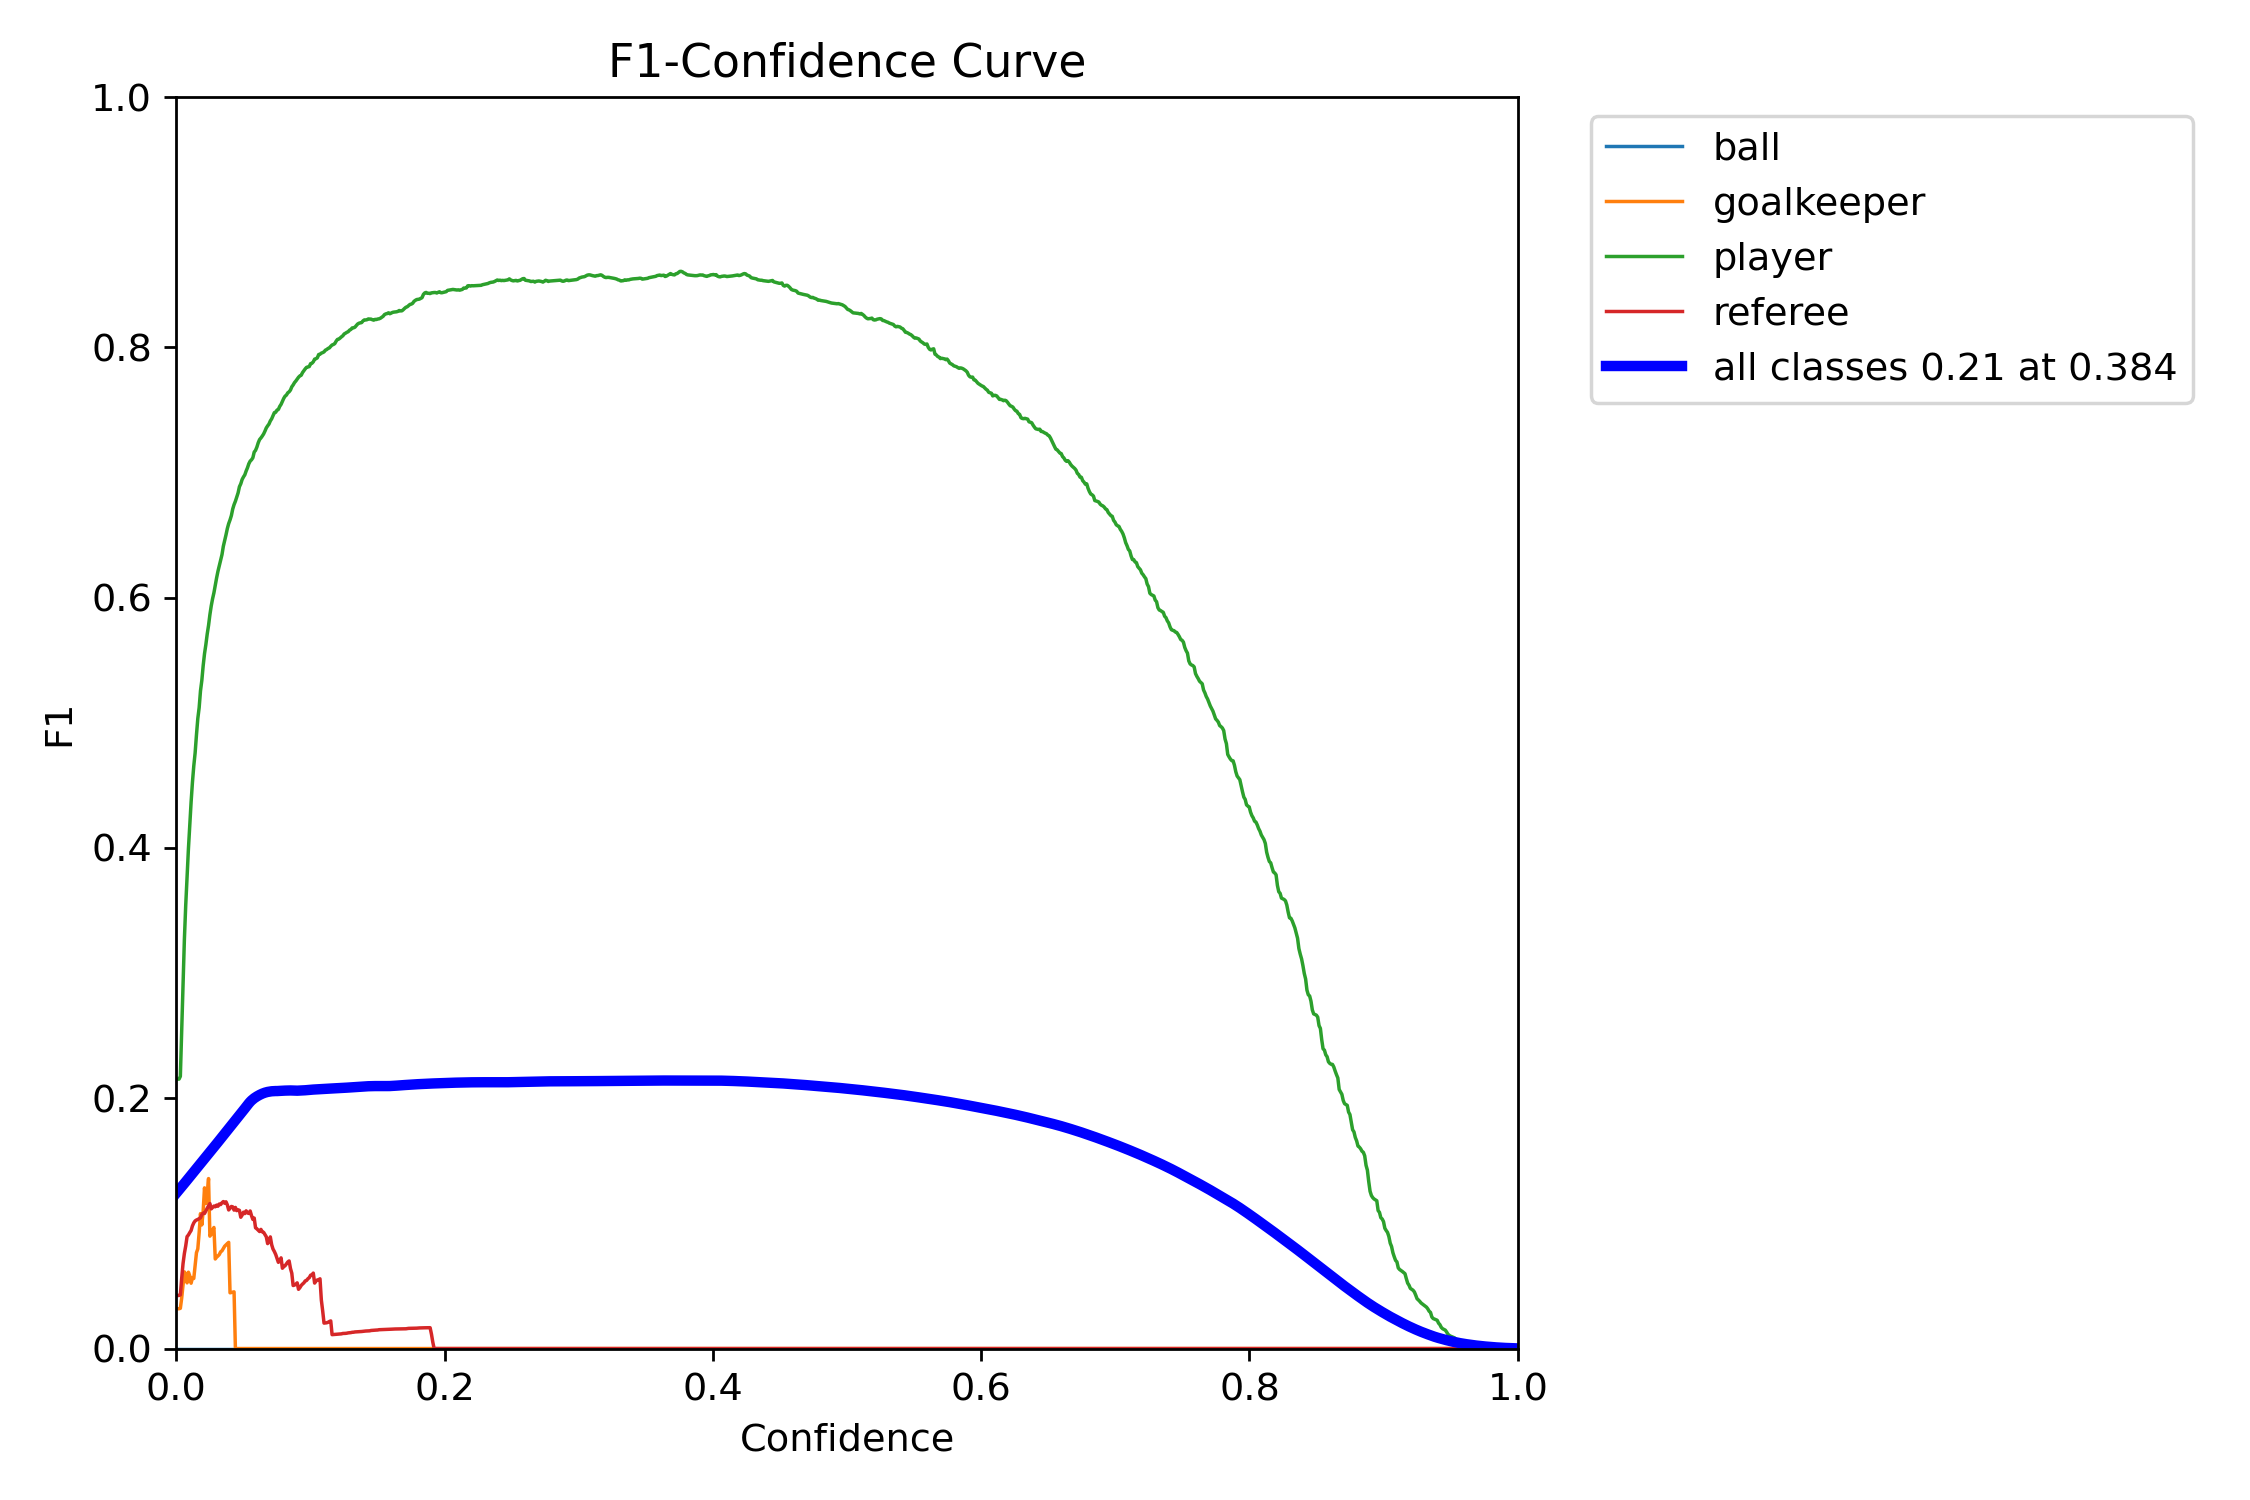 F1-Confidence Curve
1.0
0.8
0.6
0.4
0.2
0.0
F1
0.0 0.2 0.4 0.6 0.8 1.0
Confidence
ball
goalkeeper
player
referee
all classes 0.21 at 0.384